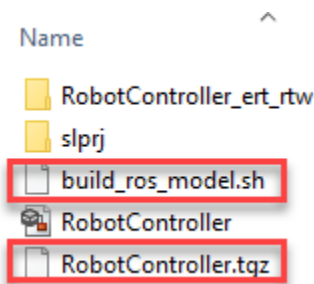 Name
RobotController_ert_rtw
slprj
build_ros_model.sh
RobotController
RobotController.tgz